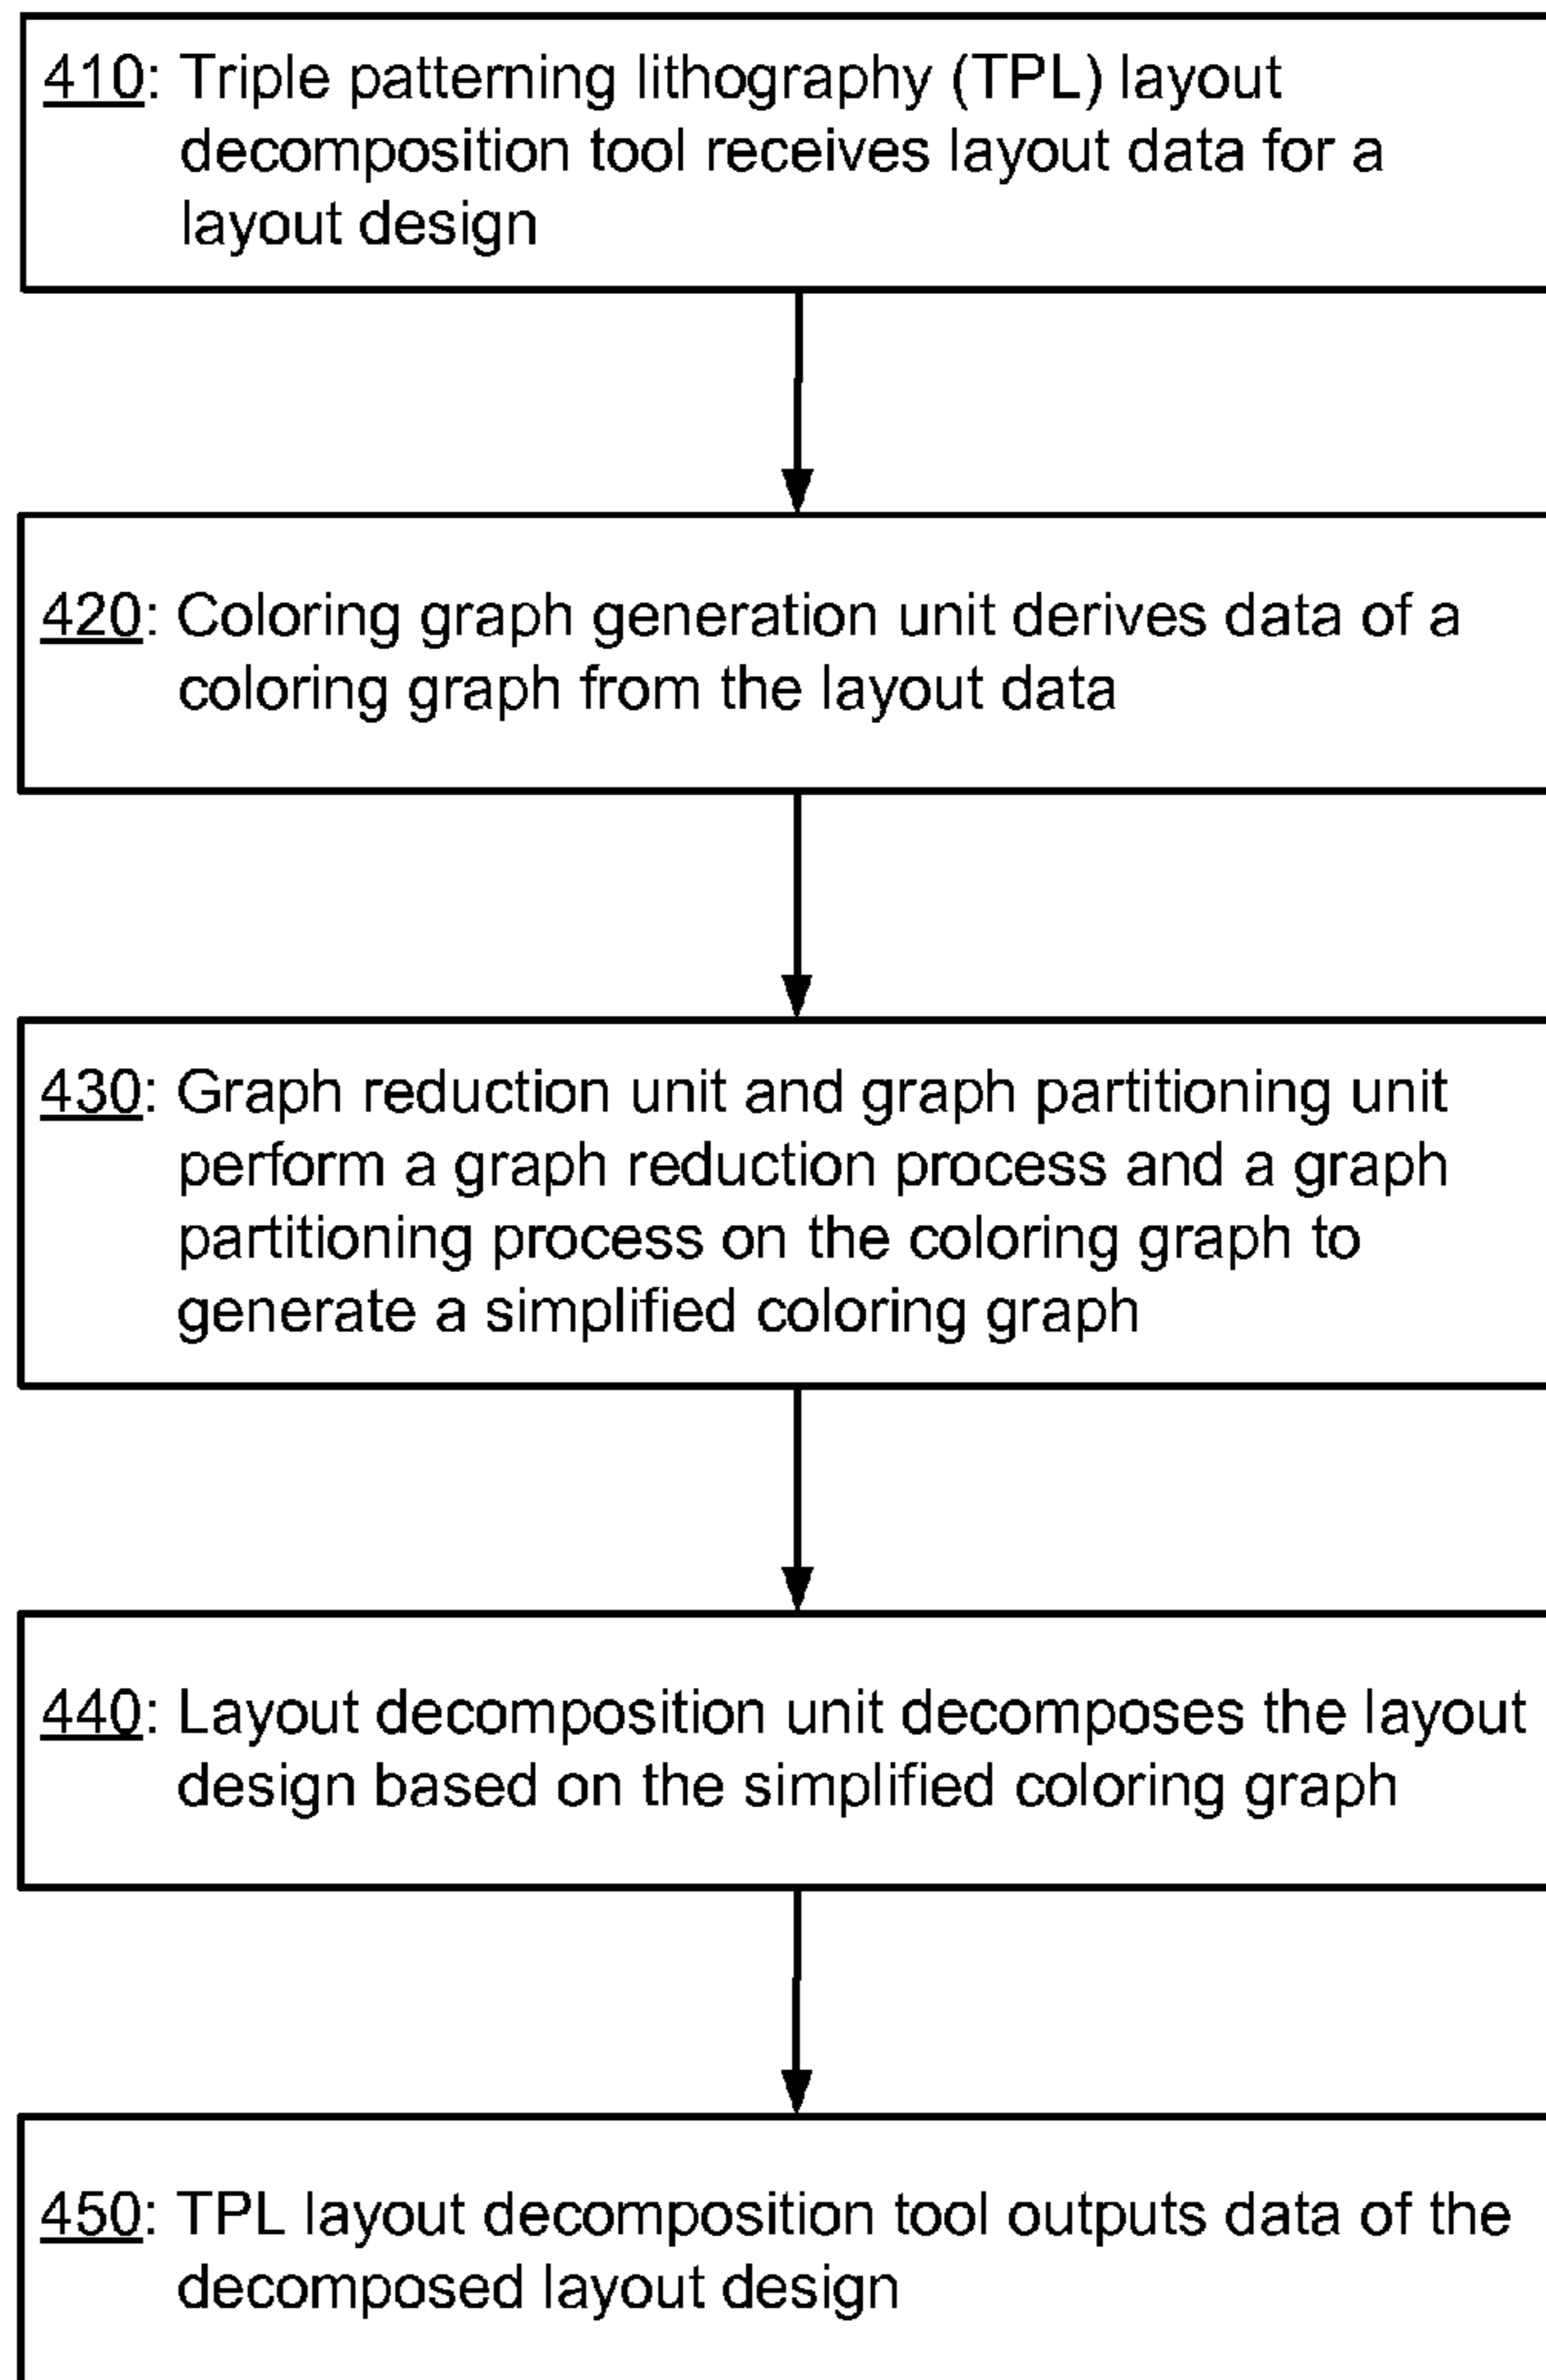 410: Triple patterning lithography (TPL) layout
decomposition tool receives layout data for a
layout design
420: Coloring graph generation unit derives data of a
coloring graph from the layout data
430: Graph reduction unit and graph partitioning unit
perform a graph reduction process and a graph
partitioning process on the coloring graph to
generate a simplified coloring graph
440: Layout decomposition unit decomposes the layout
design based on the simplified coloring graph
450: TPL layout decomposition tool outputs data of the
decomposed layout design